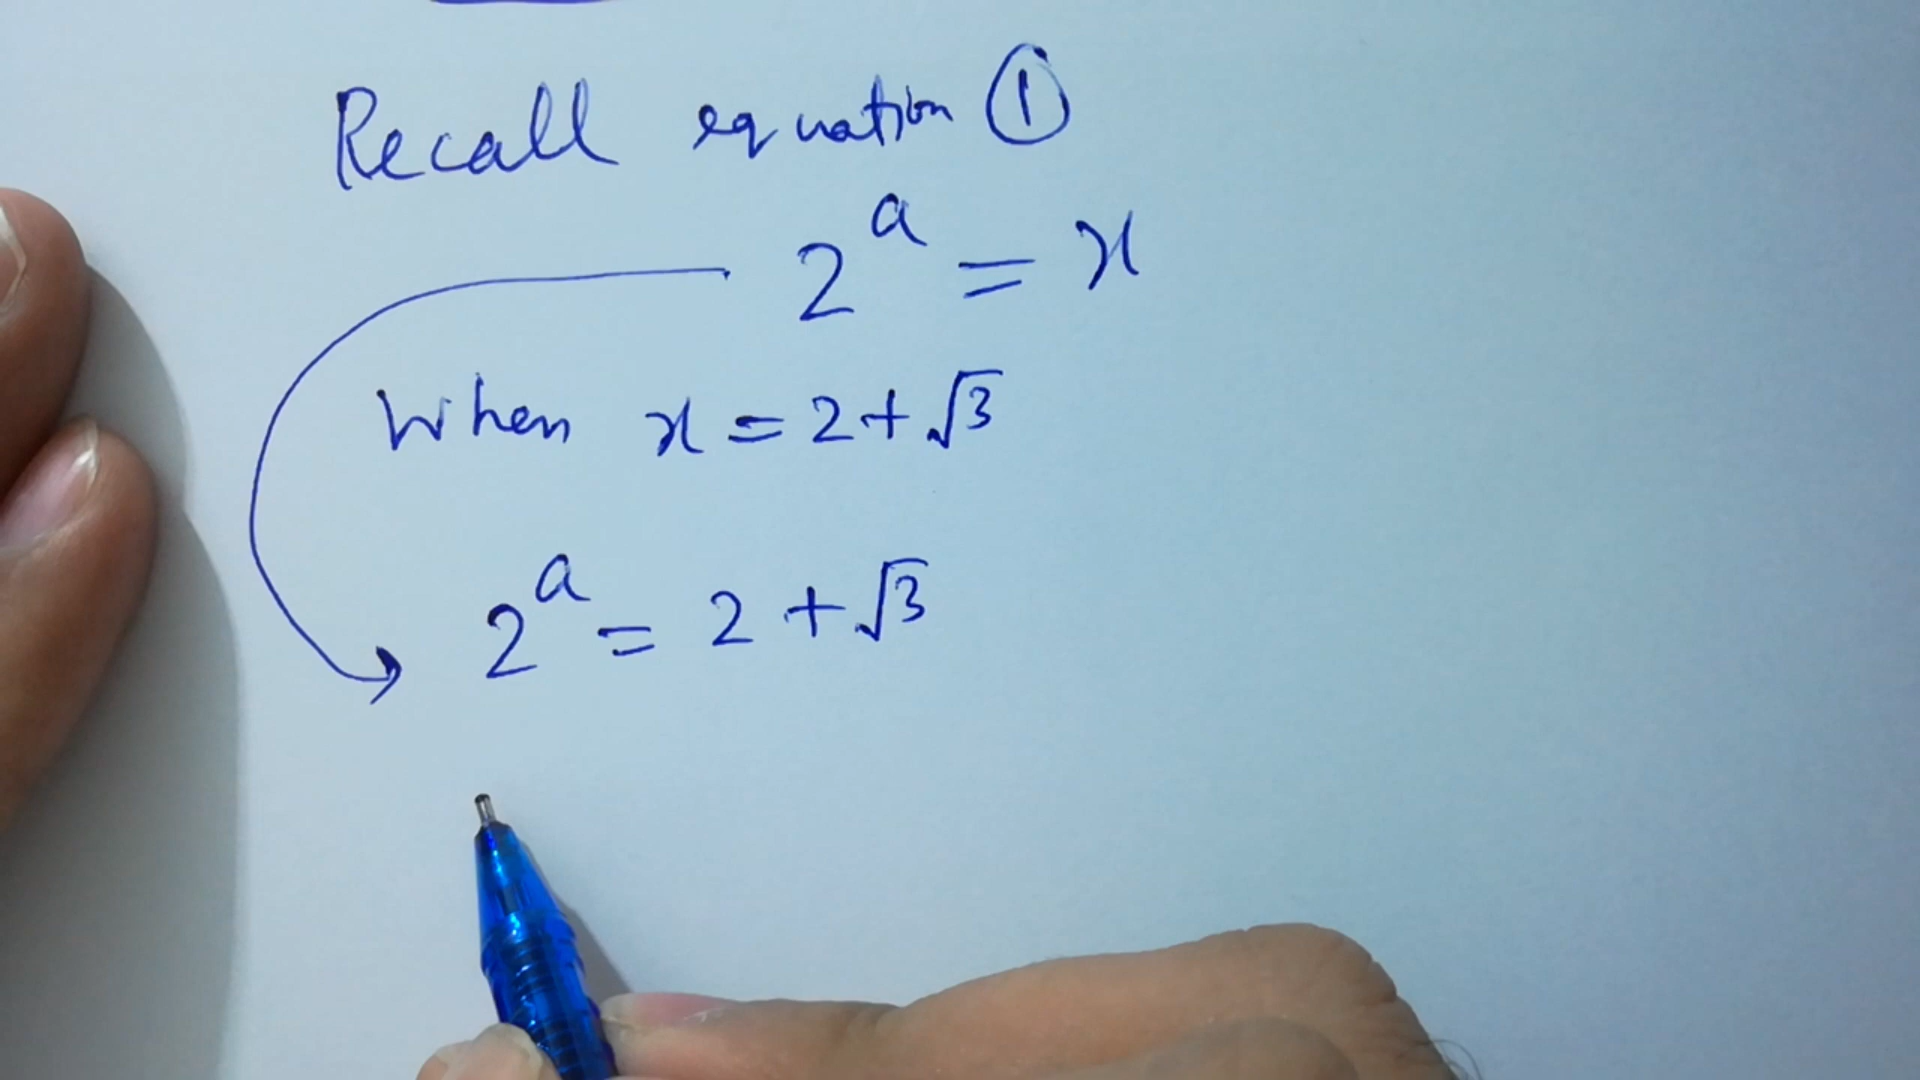 Recall equation ①
2^a = x
When x = 2 + √3
2^a = 2 + √3